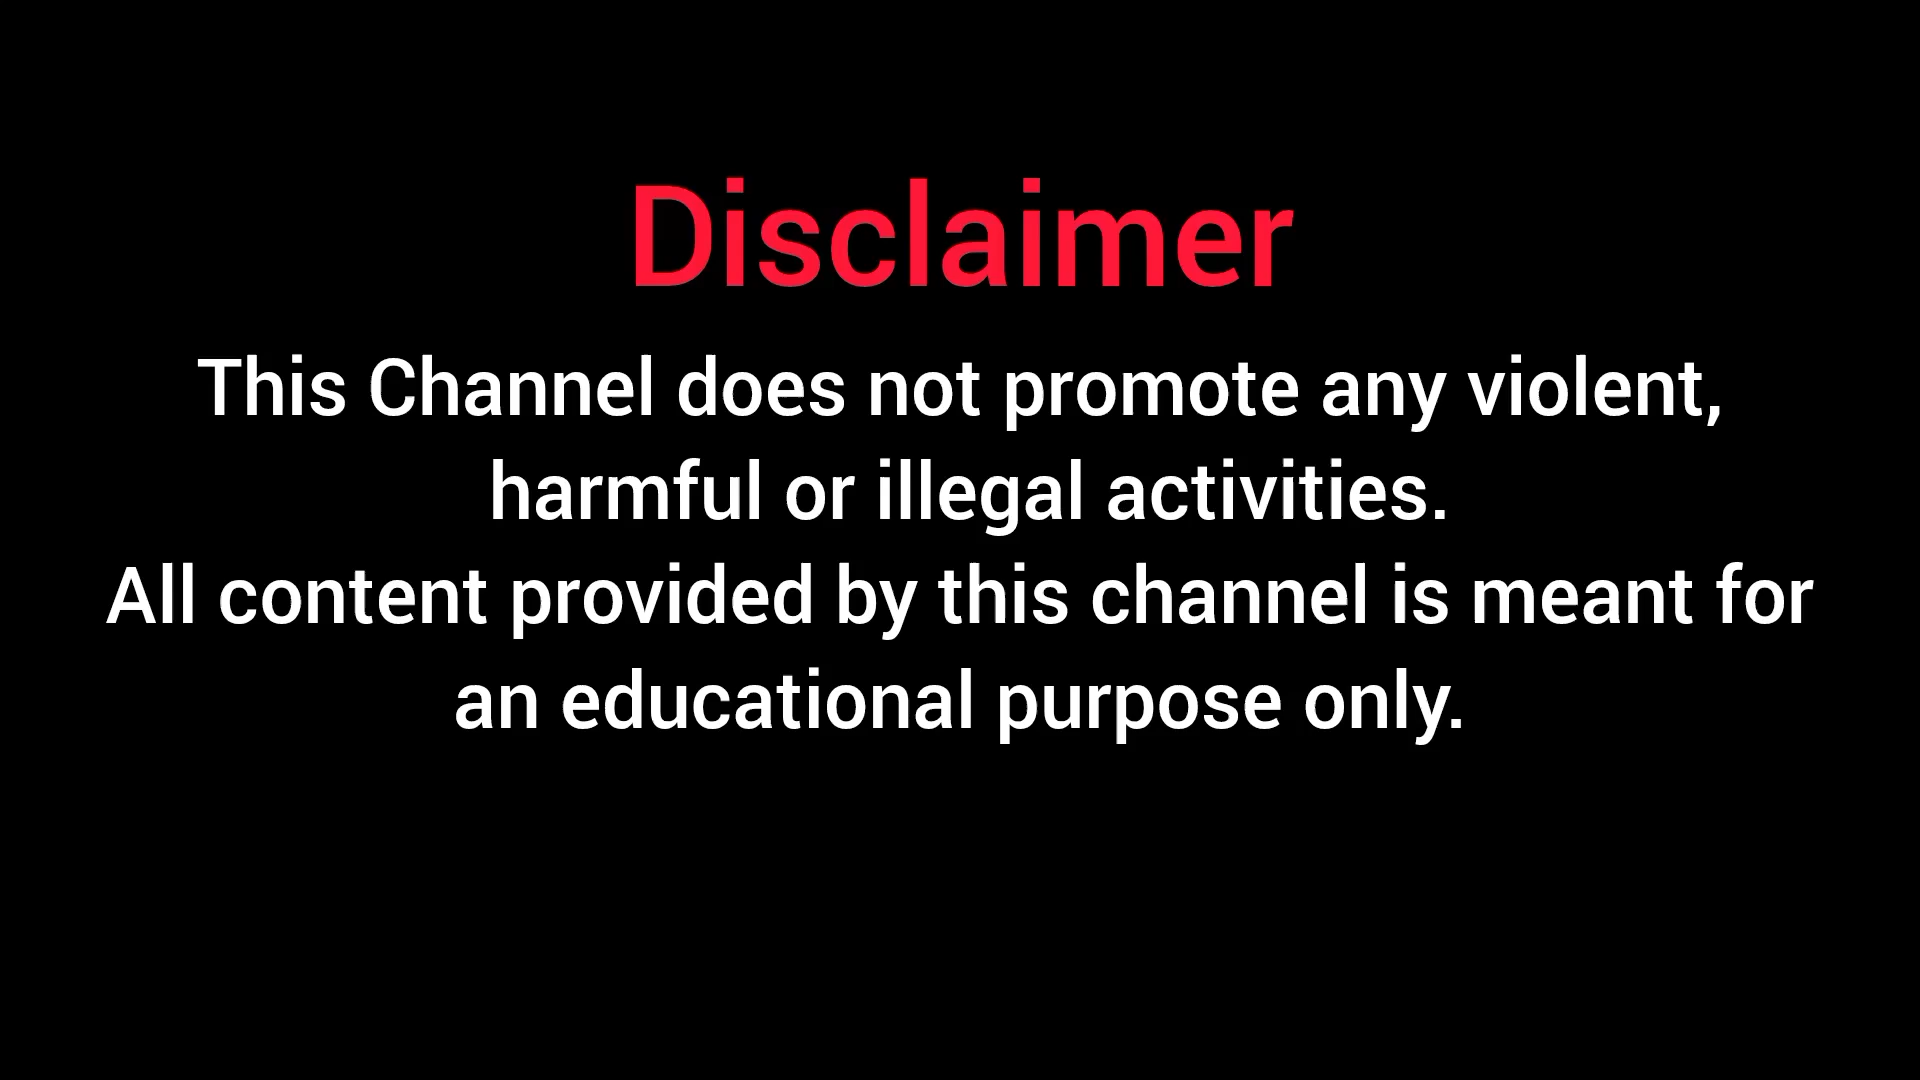 Disclaimer
This Channel does not promote any violent,
harmful or illegal activities.
All content provided by this channel is meant for
an educational purpose only.